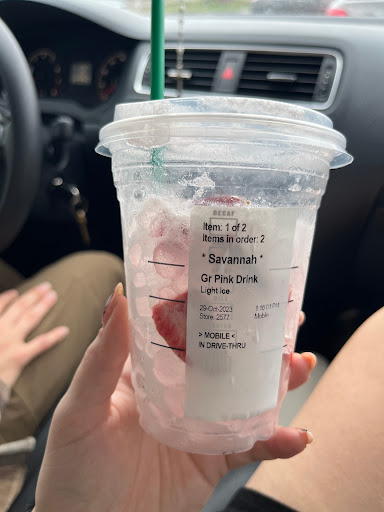 DECAF
Item: 1 of 2
Items in order: 2
* Savannah *
Gr Pink Drink
Light Ice
29-Oct-2023
Store: 2577
Mobile
> MOBILE <
IN DRIVE-THRU